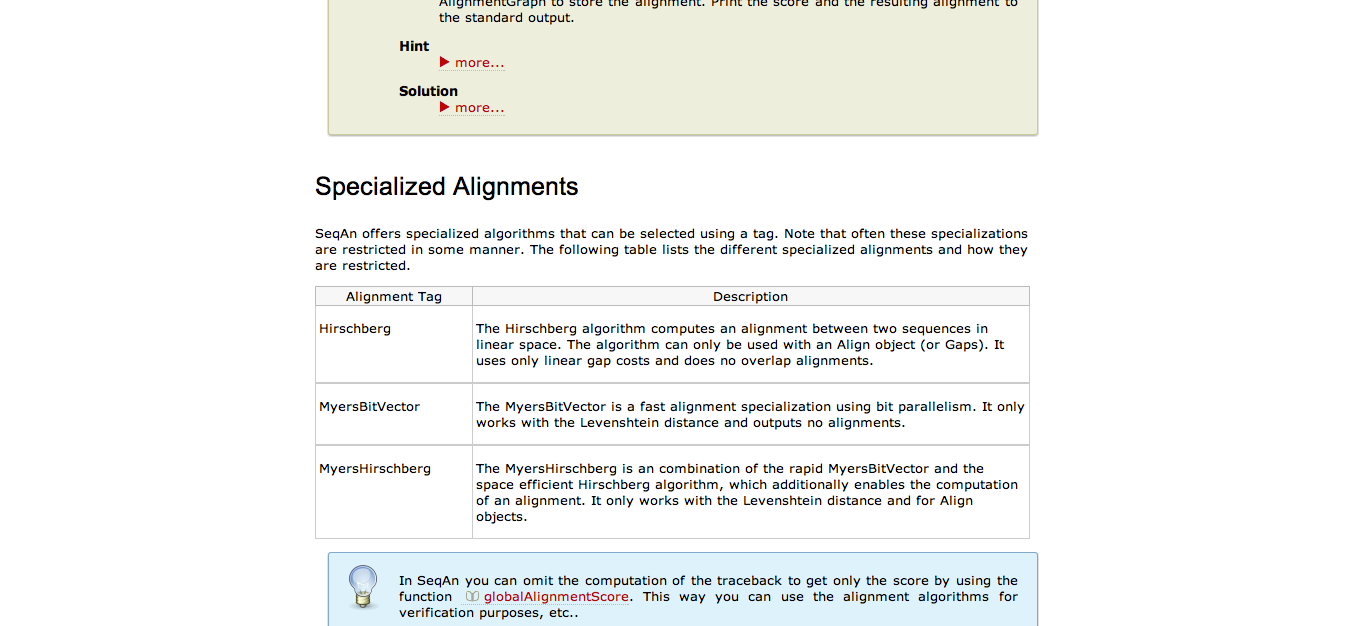 AlignmentGraph to store the alignment. Print the score and the resulting alignment to
the standard output.
Hint
more...
Solution
more...
Specialized Alignments
SeqAn offers specialized algorithms that can be selected using a tag. Note that often these specializations
are restricted in some manner. The following table lists the different specialized alignments and how they
are restricted.
Alignment Tag Description
Hirschberg The Hirschberg algorithm computes an alignment between two sequences in
linear space. The algorithm can only be used with an Align object (or Gaps). It
uses only linear gap costs and does no overlap alignments.
MyersBitVector The MyersBitVector is a fast alignment specialization using bit parallelism. It only
works with the Levenshtein distance and outputs no alignments.
MyersHirschberg The MyersHirschberg is an combination of the rapid MyersBitVector and the
space efficient Hirschberg algorithm, which additionally enables the computation
of an alignment. It only works with the Levenshtein distance and for Align
objects.
In SeqAn you can omit the computation of the traceback to get only the score by using the
function globalAlignmentScore. This way you can use the alignment algorithms for
verification purposes, etc..